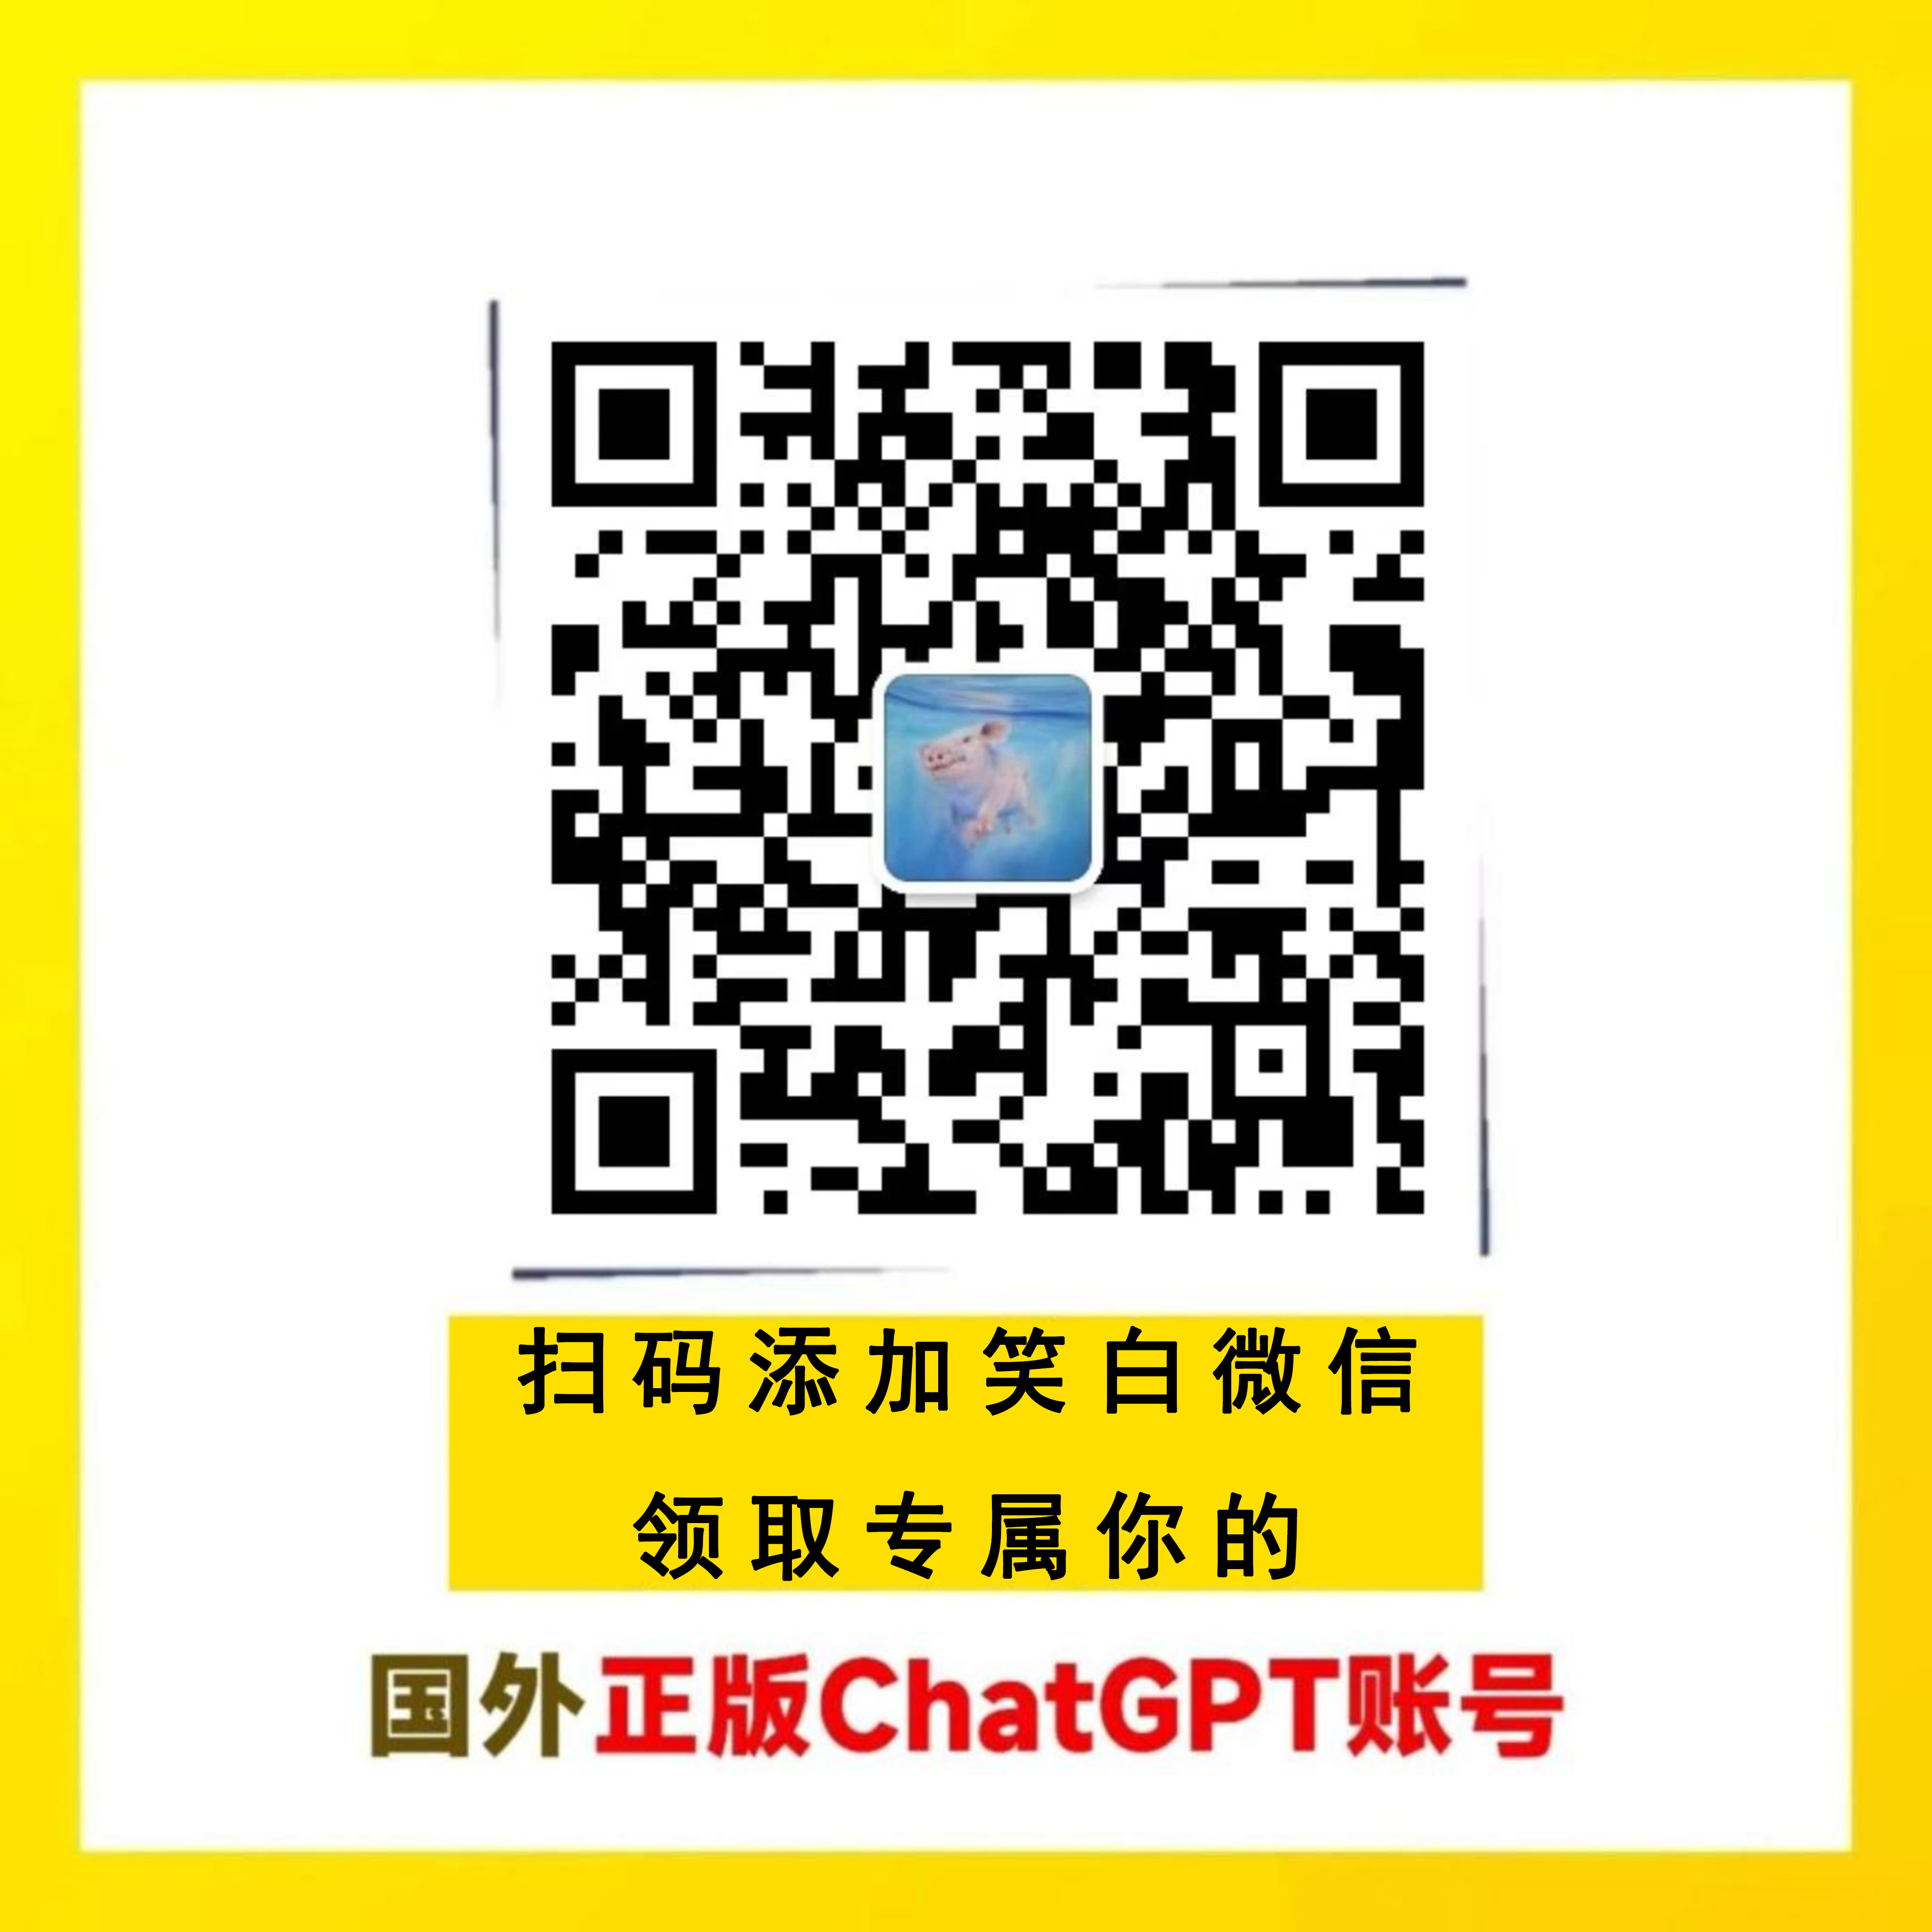 扫码添加笑白微信
领取专属你的
国外正版ChatGPT账号